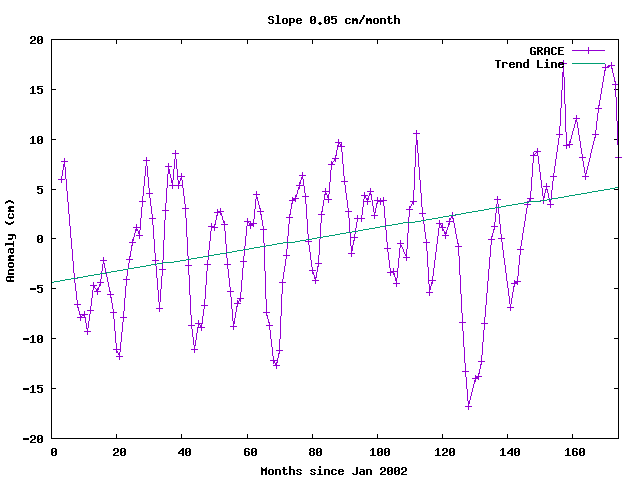 Slope 0.05 cm/month
GRACE
Trend Line
Anomaly (cm)
20
15
10
5
0
-5
-10
-15
-20
0 20 40 60 80 100 120 140 160
Months since Jan 2002